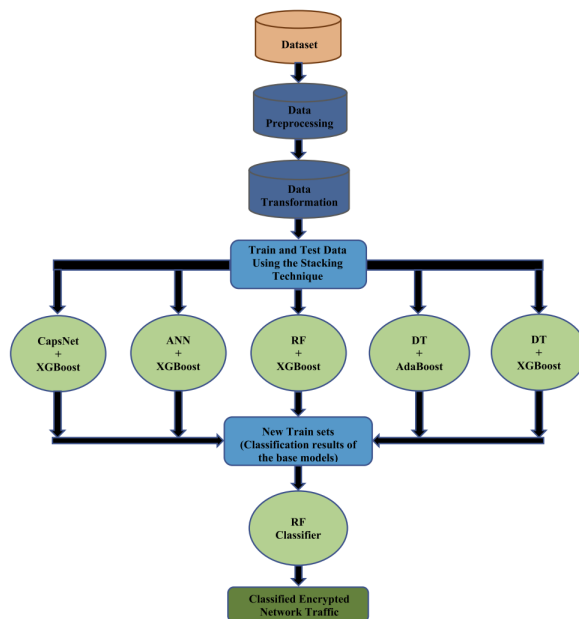 Dataset
Data
Preprocessing
Data
Transformation
Train and Test Data
Using the Stacking
Technique
CapsNet
+
XGBoost
ANN
+
XGBoost
RF
+
XGBoost
DT
+
AdaBoost
DT
+
XGBoost
New Train sets
(Classification results of
the base models)
RF
Classifier
Classified Encrypted
Network Traffic